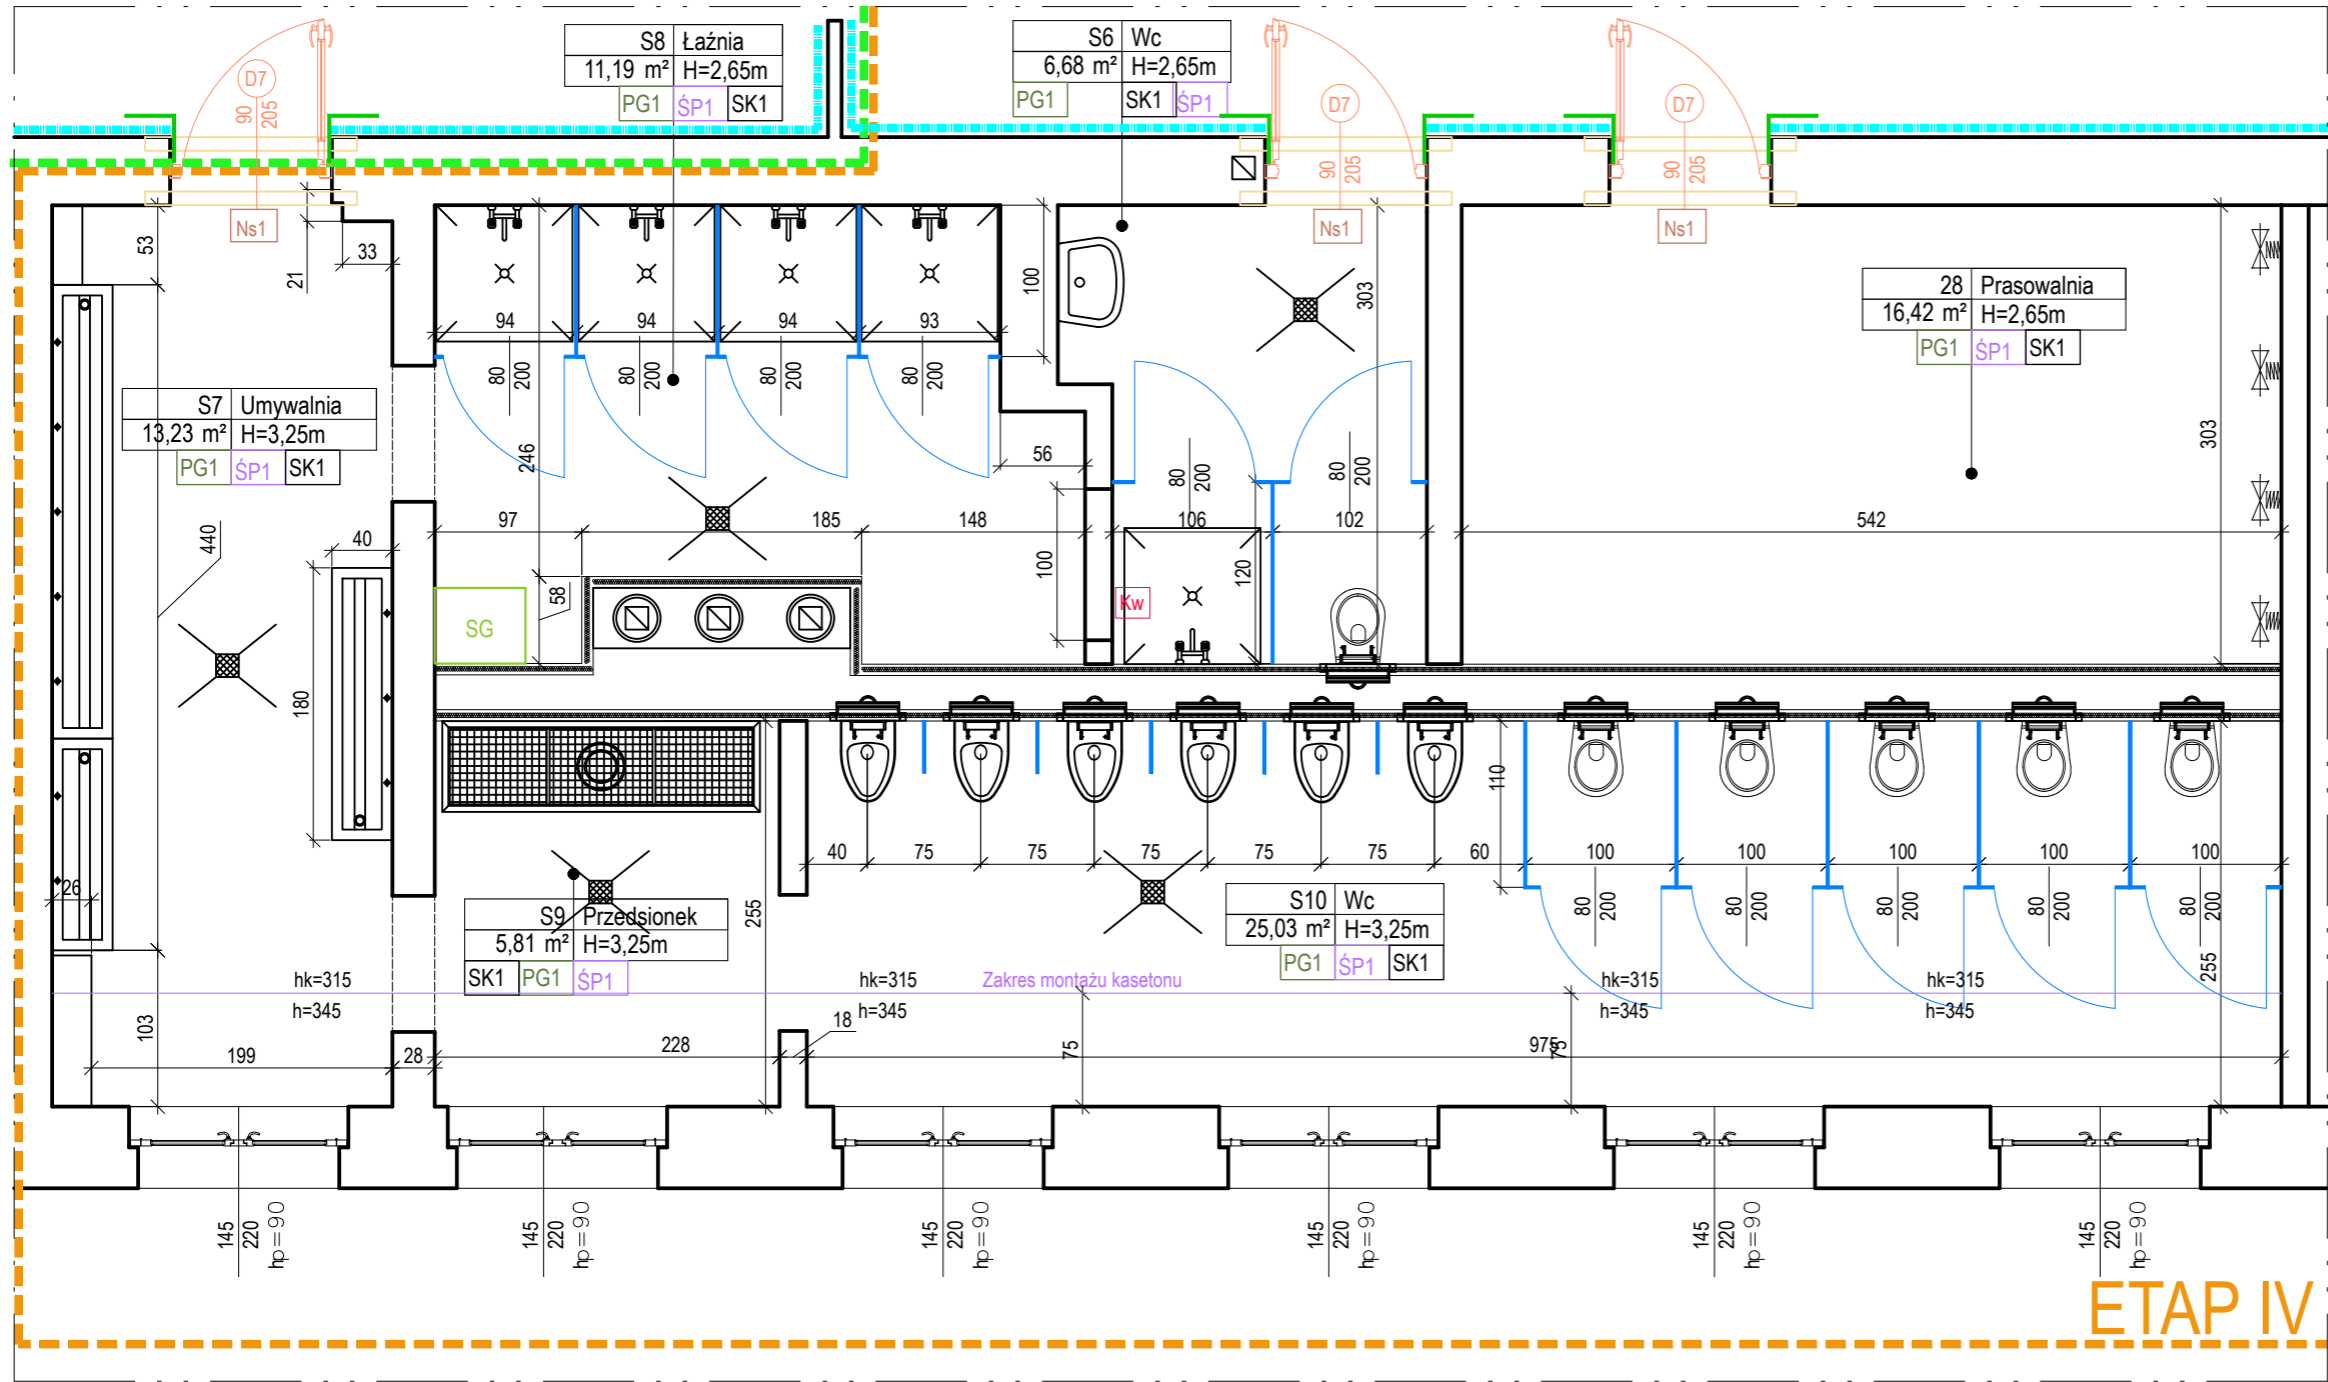 S8 Łaźnia
11,19 m² H=2,65m
PG1 ŚP1 SK1
S6 Wc
6,68 m² H=2,65m
PG1 SK1 ŚP1
D7
90
205
Ns1
D7
90
205
Ns1
D7
90
205
Ns1
28 Prasowalnia
16,42 m² H=2,65m
PG1 ŚP1 SK1
S7 Umywalnia
13,23 m² H=3,25m
PG1 ŚP1 SK1
53
21
33
94 94 94 93
100
303
303
80
200
80
200
80
200
80
200
246
56
80
200
80
200
440
40
97 185 148
106 102
542
100
120
58
SG
Kw
180
110
40 75 75 75 75 75 60
100 100 100 100 100
26
255
S9 Przedsionek
5,81 m² H=3,25m
SK1 PG1 ŚP1
S10 Wc
25,03 m² H=3,25m
PG1 ŚP1 SK1
80
200
80
200
80
200
80
200
80
200
255
hk=315 hk=315 Zakres montażu kasetonu hk=315 hk=315
h=345 h=345 h=345 h=345
103
18
199 28 228 75 975 75
145
220
hp=90
145
220
hp=90
145
220
hp=90
145
220
hp=90
145
220
hp=90
145
220
hp=90
ETAP IV